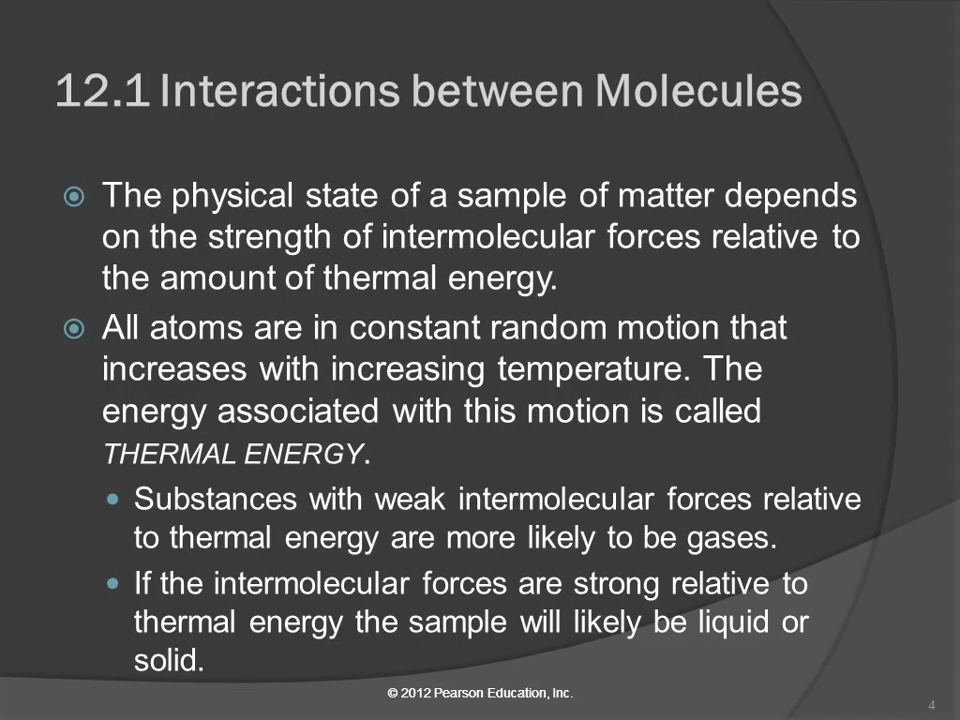 12.1 Interactions between Molecules
The physical state of a sample of matter depends
on the strength of intermolecular forces relative to
the amount of thermal energy.
All atoms are in constant random motion that
increases with increasing temperature. The
energy associated with this motion is called
THERMAL ENERGY.
Substances with weak intermolecular forces relative
to thermal energy are more likely to be gases.
If the intermolecular forces are strong relative to
thermal energy the sample will likely be liquid or
solid.
© 2012 Pearson Education, Inc.
4